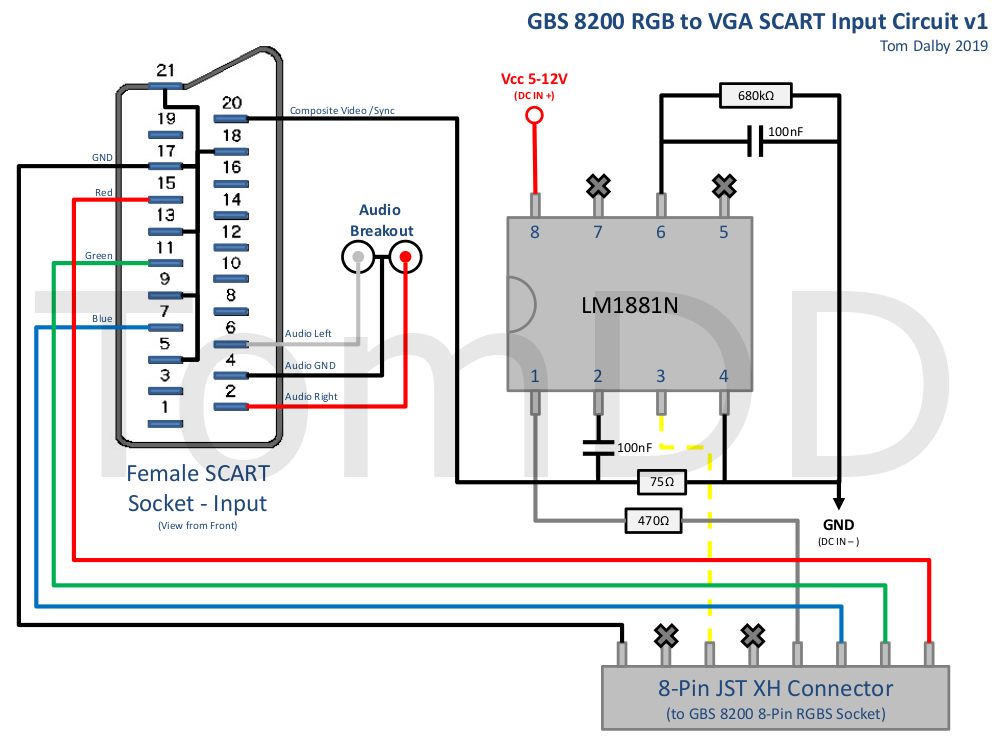 GBS 8200 RGB to VGA SCART Input Circuit v1
Tom Dalby 2019
21
20
19
18
17
16
15
14
13
12
11
10
9
8
7
6
5
4
3
2
1
Composite Video /Sync
GND
Red
Green
Blue
Audio
Breakout
Audio Left
Audio GND
Audio Right
Female SCART
Socket - Input
(View from Front)
Vcc 5-12V
(DC IN +)
680kΩ
100nF
8
7
6
5
LM1881N
1
2
3
4
100nF
75Ω
470Ω
GND
(DC IN – )
8-Pin JST XH Connector
(to GBS 8200 8-Pin RGBS Socket)
TomDD